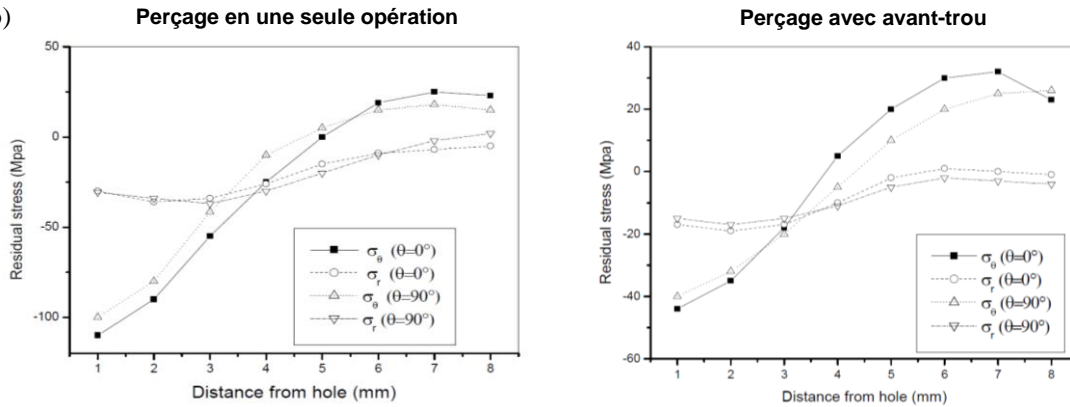 )
Perçage en une seule opération
50
0
-50
-100
Residual stress (Mpa)
1 2 3 4 5 6 7 8
Distance from hole (mm)
σθ (θ=0°)
σr (θ=0°)
σθ (θ=90°)
σr (θ=90°)
Perçage avec avant-trou
40
20
0
-20
-40
-60
Residual stress (Mpa)
1 2 3 4 5 6 7 8
Distance from hole (mm)
σθ (θ=0°)
σr (θ=0°)
σθ (θ=90°)
σr (θ=90°)